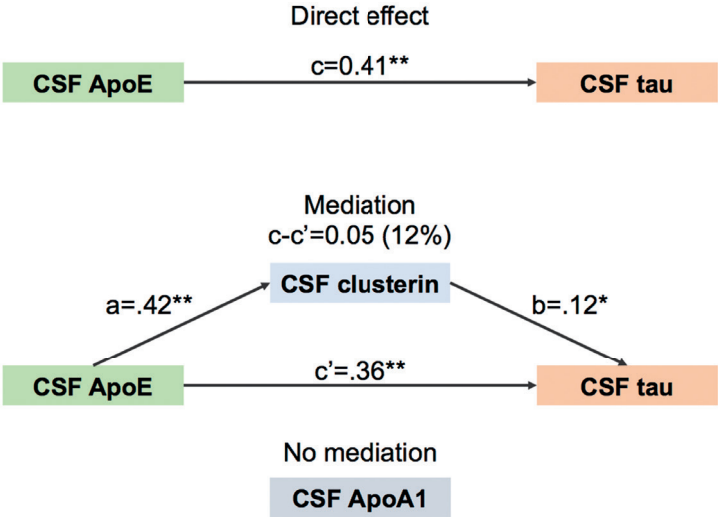 Direct effect
c=0.41**
CSF ApoE
CSF tau
Mediation
c-c’=0.05 (12%)
CSF clusterin
a=.42**
b=.12*
c’=.36**
CSF ApoE
CSF tau
No mediation
CSF ApoA1